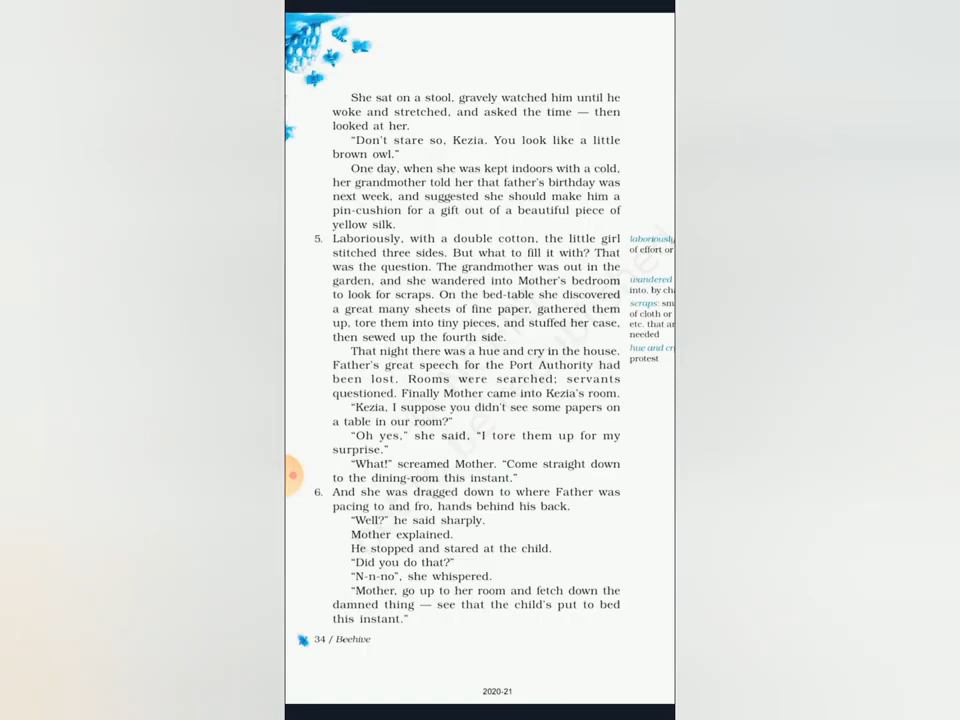 She sat on a stool, gravely watched him until he
woke and stretched, and asked the time — then
looked at her.
“Don't stare so, Kezia. You look like a little
brown owl.”
One day, when she was kept indoors with a cold,
her grandmother told her that father's birthday was
next week, and suggested she should make him a
pin-cushion for a gift out of a beautiful piece of
yellow silk.
5. Laboriously, with a double cotton, the little girl
stitched three sides. But what to fill it with? That
was the question. The grandmother was out in the
garden, and she wandered into Mother's bedroom
to look for scraps. On the bed-table she discovered
a great many sheets of fine paper, gathered them
up, tore them into tiny pieces, and stuffed her case,
then sewed up the fourth side.
That night there was a hue and cry in the house.
Father's great speech for the Port Authority had
been lost. Rooms were searched; servants
questioned. Finally Mother came into Kezia's room.
“Kezia, I suppose you didn't see some papers on
a table in our room?”
“Oh yes,” she said, “I tore them up for my
surprise.”
“What!” screamed Mother. “Come straight down
to the dining-room this instant.”
6. And she was dragged down to where Father was
pacing to and fro, hands behind his back.
“Well?” he said sharply.
Mother explained.
He stopped and stared at the child.
“Did you do that?”
“N-n-no”, she whispered.
“Mother, go up to her room and fetch down the
damned thing — see that the child's put to bed
this instant.”
laboriously
of effort or
wandered
into, by
scraps:
of cloth or
etc. that
needed
hue and
protest
34 / Beehive
2020-21